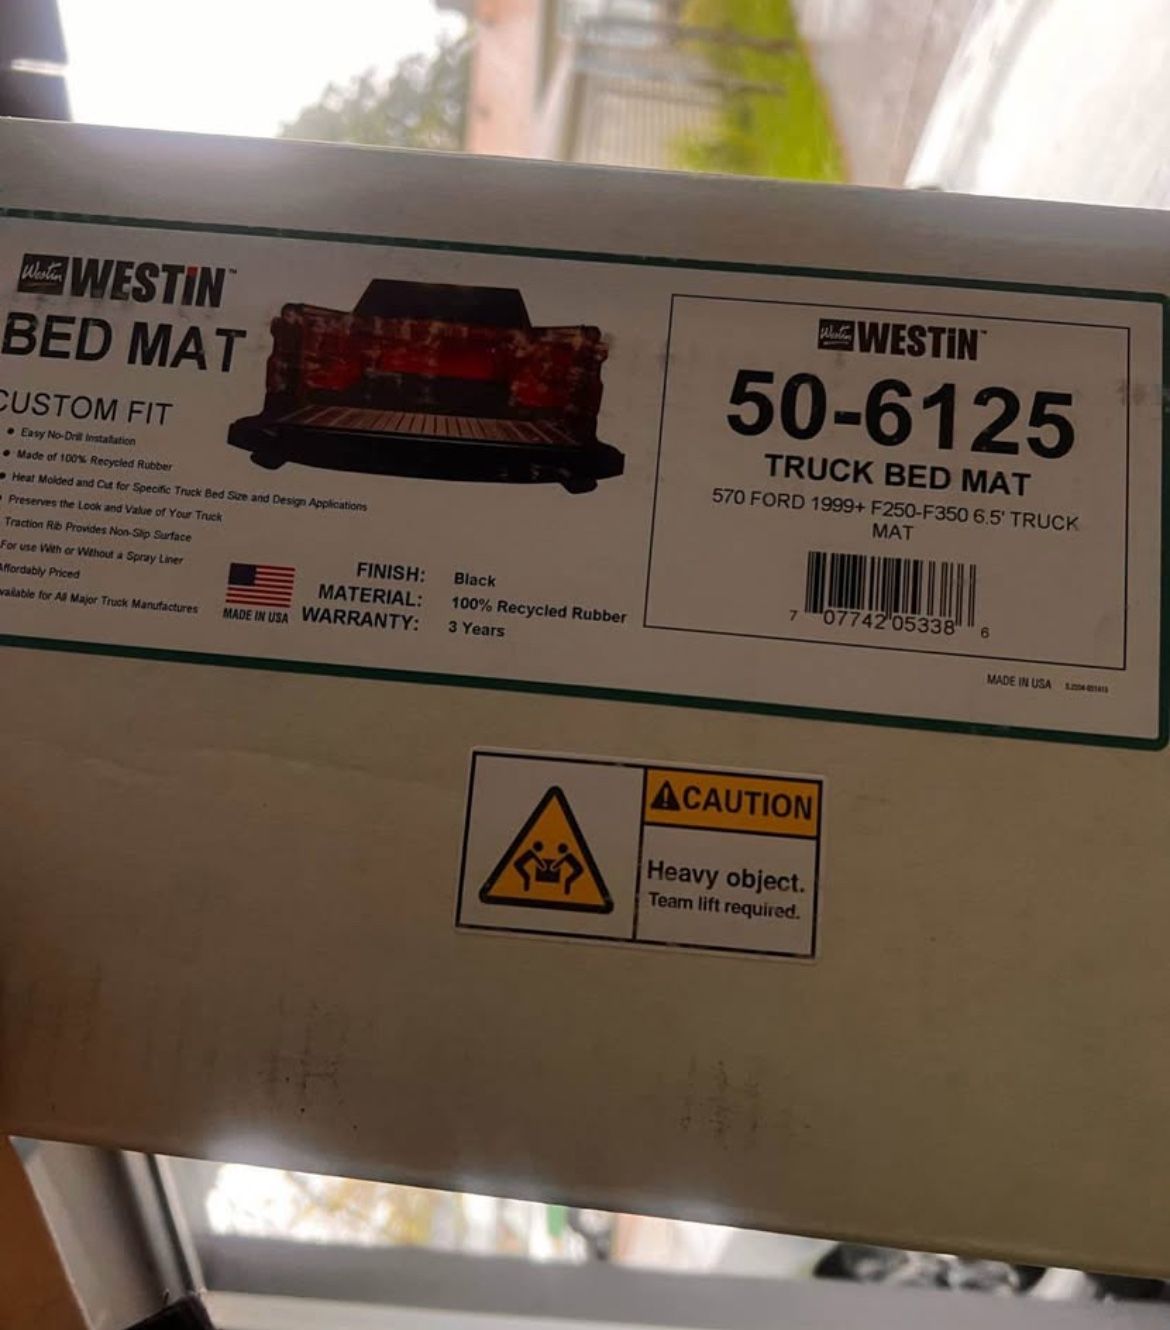 Westin WESTiN™
BED MAT
CUSTOM FIT
• Easy No-Drill Installation
• Made of 100% Recycled Rubber
• Heat Molded and Cut for Specific Truck Bed Size and Design Applications
Preserves the Look and Value of Your Truck
Traction Rib Provides Non-Slip Surface
For use With or Without a Spray Liner
Affordably Priced
Available for All Major Truck Manufactures
MADE IN USA
FINISH: Black
MATERIAL: 100% Recycled Rubber
WARRANTY: 3 Years
Westin WESTiN™
50-6125
TRUCK BED MAT
570 FORD 1999+ F250-F350 6.5' TRUCK
MAT
7 07742 05338 6
MADE IN USA
CAUTION
Heavy object.
Team lift required.